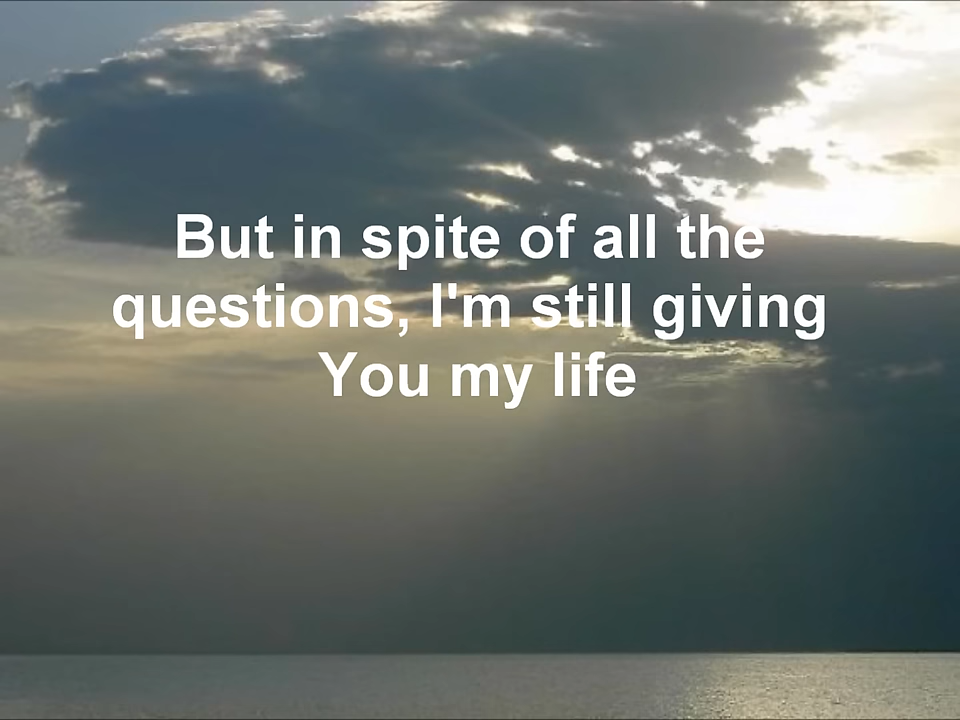 But in spite of all the
questions, I'm still giving
You my life